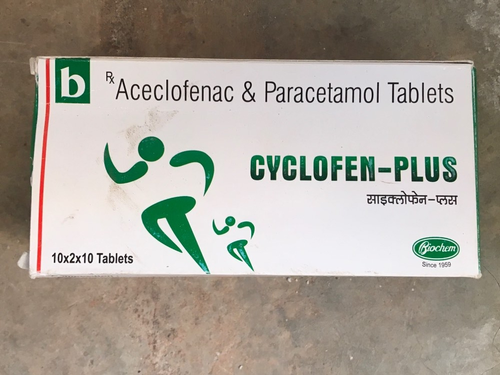 b
Rx Aceclofenac & Paracetamol Tablets
CYCLOFEN-PLUS
साइक्लोफेन-प्लस
10x2x10 Tablets
Biochem
Since 1959